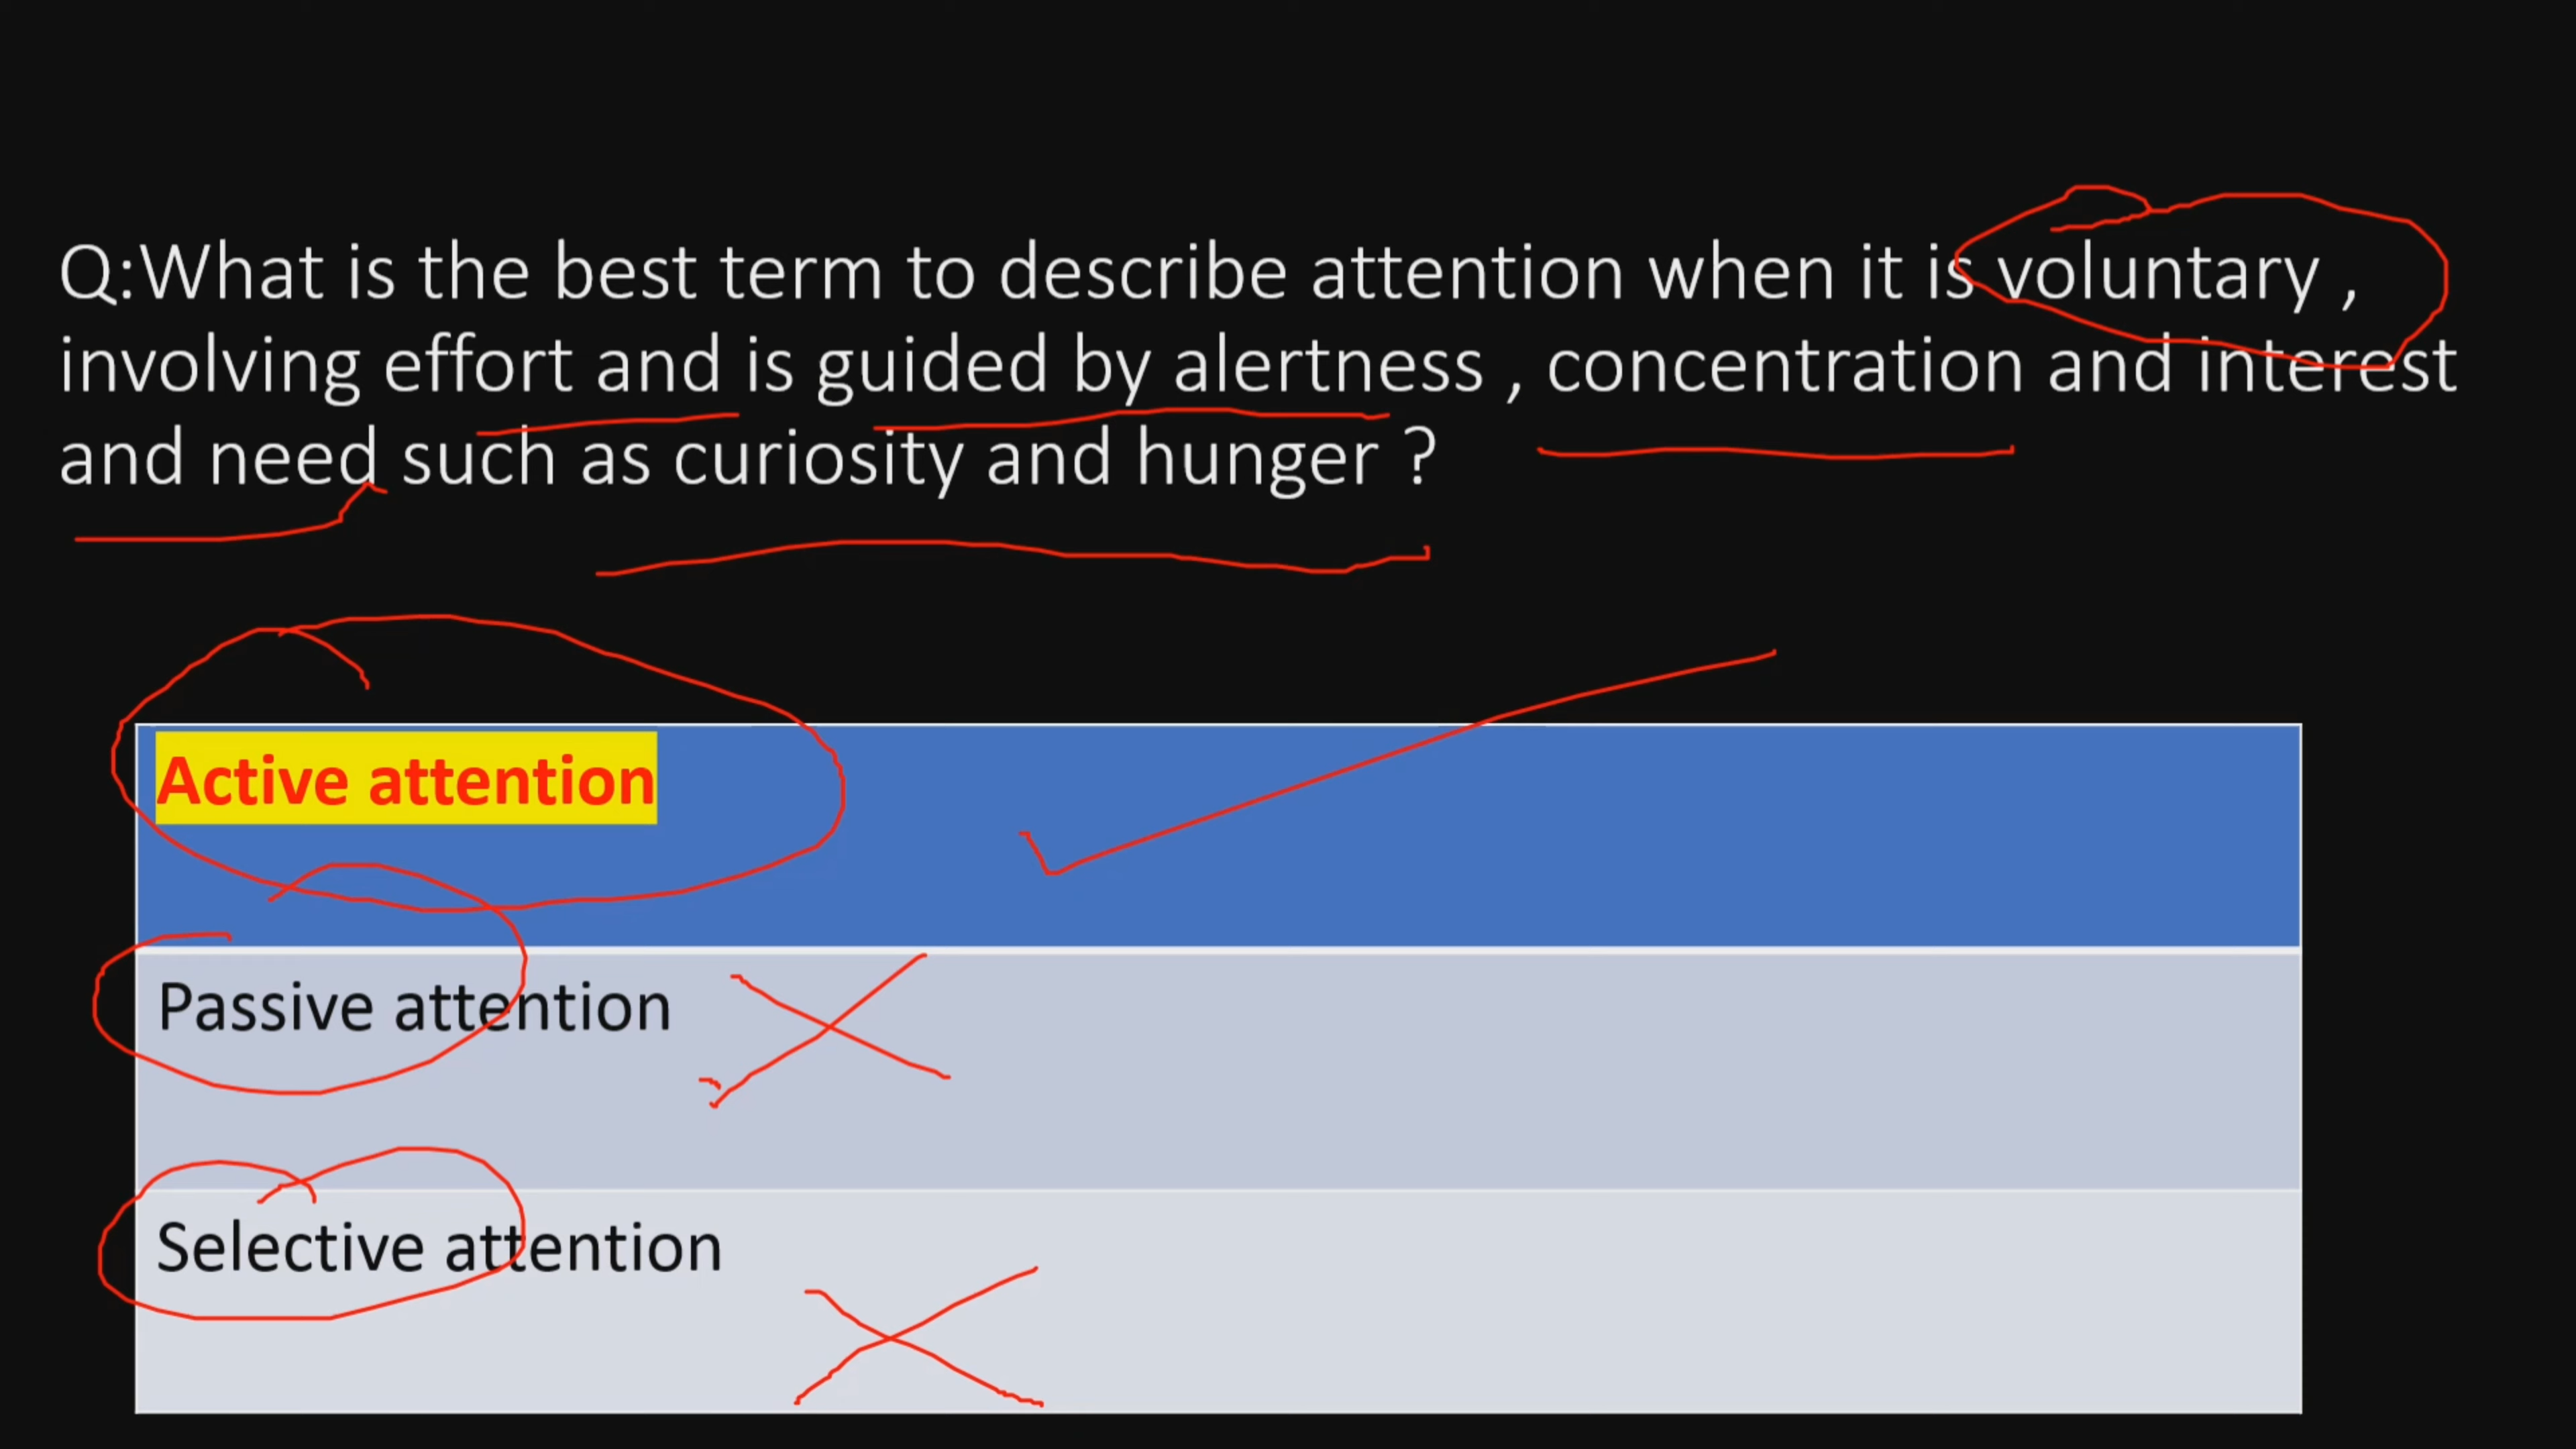 Q:What is the best term to describe attention when it is voluntary ,
involving effort and is guided by alertness , concentration and interest
and need such as curiosity and hunger ?
Active attention
Passive attention
Selective attention